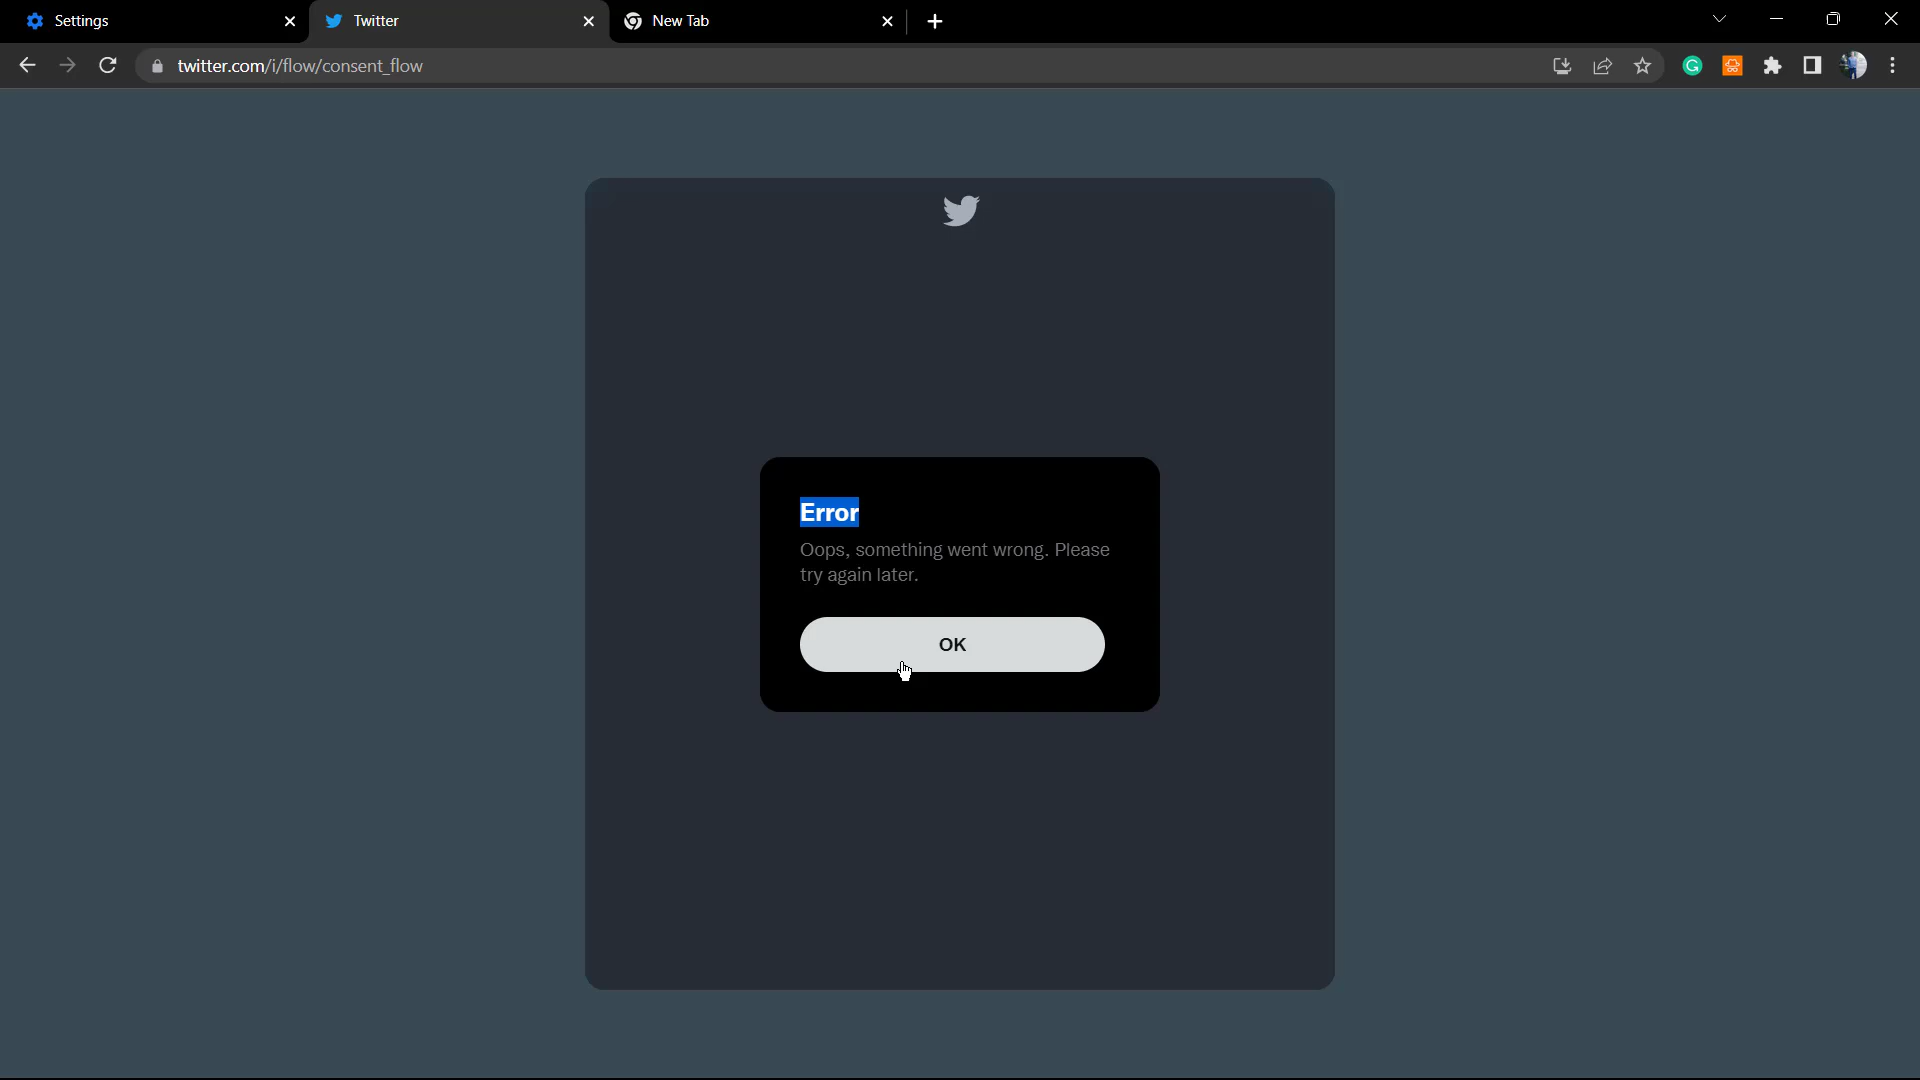 Settings
Twitter
New Tab
twitter.com/i/flow/consent_flow
Error
Oops, something went wrong. Please
try again later.
OK